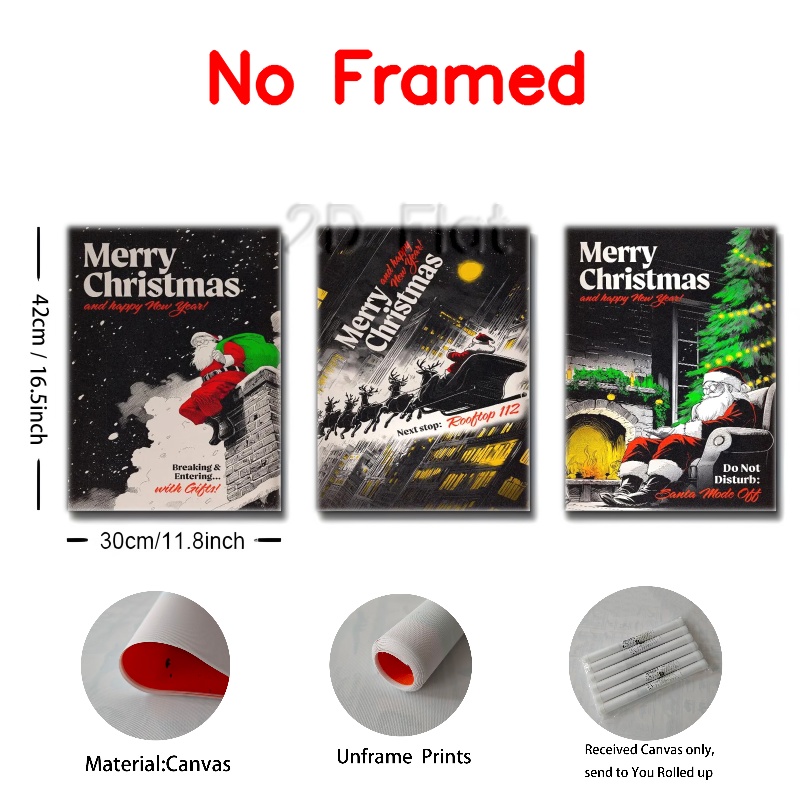 No Framed
2D Flat
42cm / 16.5inch
Merry
Christmas
and happy New Year!
Breaking &
Entering...
with Gifts!
and happy
New Year!
Merry
Christmas
Next stop: Rooftop 112
Merry
Christmas
and happy New Year!
Do Not
Disturb:
Santa Mode Off
30cm/11.8inch
Material:Canvas
Unframe Prints
Received Canvas only,
send to You Rolled up